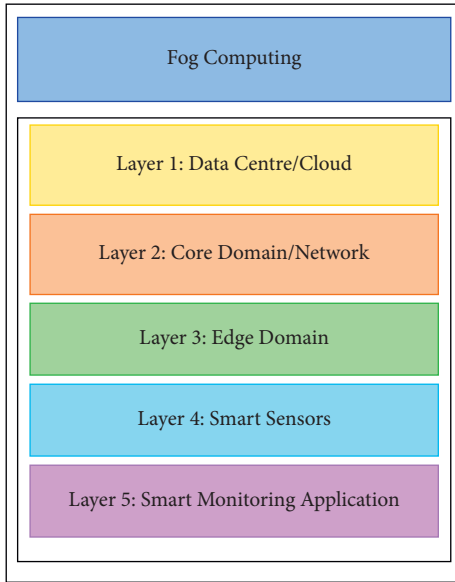 Fog Computing
Layer 1: Data Centre/Cloud
Layer 2: Core Domain/Network
Layer 3: Edge Domain
Layer 4: Smart Sensors
Layer 5: Smart Monitoring Application